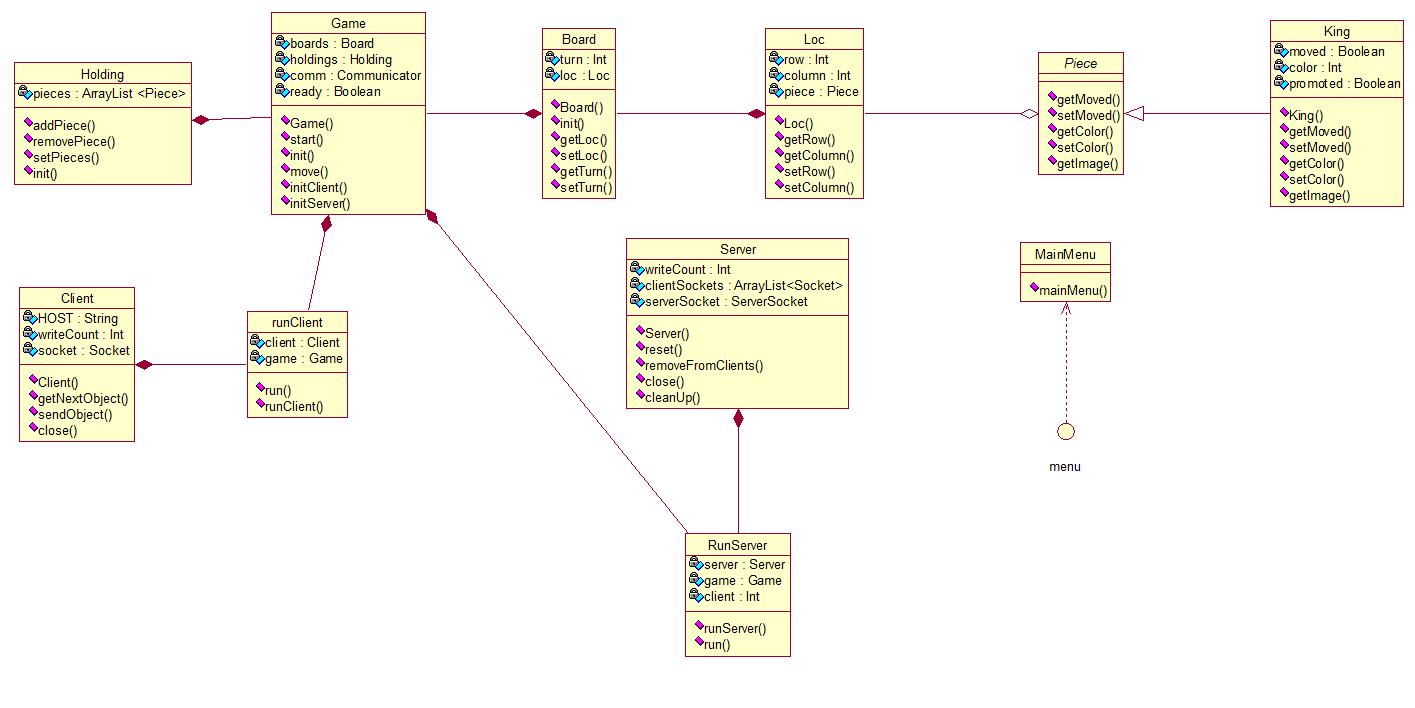 Game
boards : Board
holdings : Holding
comm : Communicator
ready : Boolean
Game()
start()
init()
move()
initClient()
initServer()
Holding
pieces : ArrayList <Piece>
addPiece()
removePiece()
setPieces()
init()
Board
turn : Int
loc : Loc
Board()
init()
getLoc()
setLoc()
getTurn()
setTurn()
Loc
row : Int
column : Int
piece : Piece
Loc()
getRow()
getColumn()
setRow()
setColumn()
Piece
getMoved()
setMoved()
getColor()
setColor()
getImage()
King
moved : Boolean
color : Int
promoted : Boolean
King()
getMoved()
setMoved()
getColor()
setColor()
getImage()
Client
HOST : String
writeCount : Int
socket : Socket
Client()
getNextObject()
sendObject()
close()
runClient
client : Client
game : Game
run()
runClient()
Server
writeCount : Int
clientSockets : ArrayList<Socket>
serverSocket : ServerSocket
Server()
reset()
removeFromClients()
close()
cleanUp()
MainMenu
mainMenu()
menu
RunServer
server : Server
game : Game
client : Int
runServer()
run()